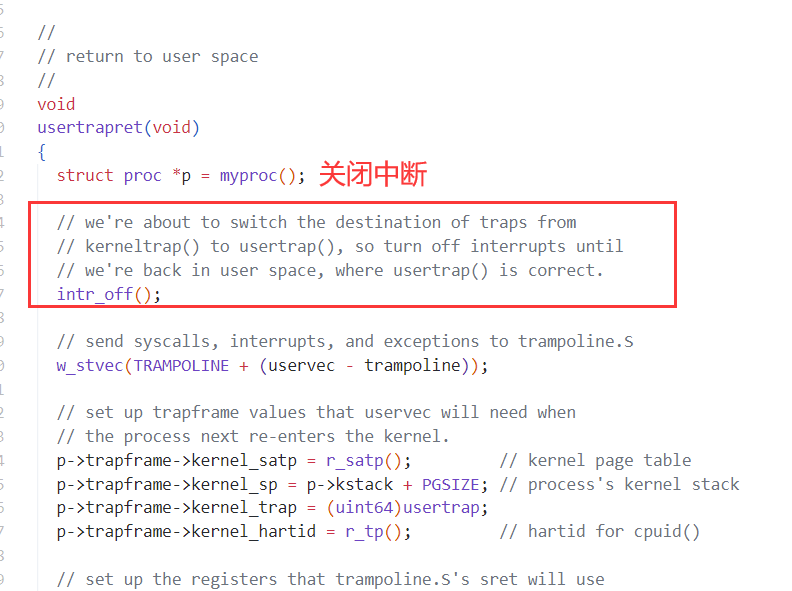 //
// return to user space
//
void
usertrapret(void)
{
struct proc *p = myproc(); 关闭中断
// we're about to switch the destination of traps from
// kerneltrap() to usertrap(), so turn off interrupts until
// we're back in user space, where usertrap() is correct.
intr_off();
// send syscalls, interrupts, and exceptions to trampoline.S
w_stvec(TRAMPOLINE + (uservec - trampoline));
// set up trapframe values that uservec will need when
// the process next re-enters the kernel.
p->trapframe->kernel_satp = r_satp(); // kernel page table
p->trapframe->kernel_sp = p->kstack + PGSIZE; // process's kernel stack
p->trapframe->kernel_trap = (uint64)usertrap;
p->trapframe->kernel_hartid = r_tp(); // hartid for cpuid()
// set up the registers that trampoline.S's sret will use